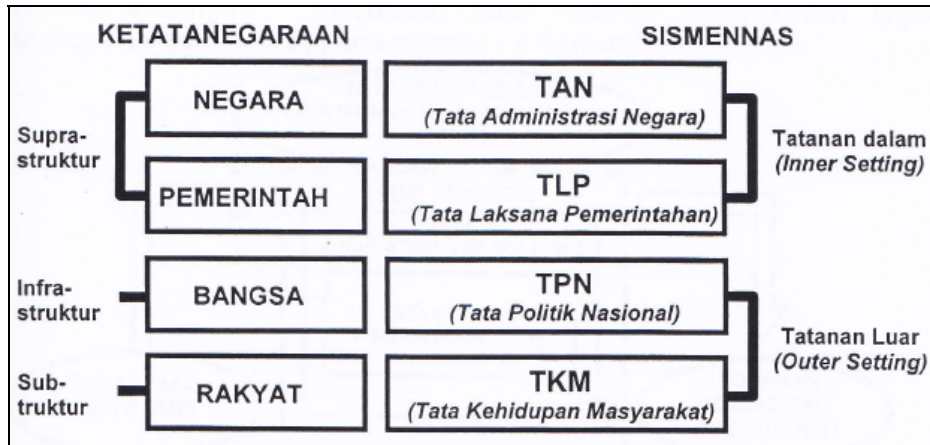 KETATANEGARAAN
SISMENNAS
Supra-
struktur
NEGARA
TAN
(Tata Administrasi Negara)
Tatanan dalam
(Inner Setting)
PEMERINTAH
TLP
(Tata Laksana Pemerintahan)
Infra-
struktur
BANGSA
TPN
(Tata Politik Nasional)
Tatanan Luar
(Outer Setting)
Sub-
truktur
RAKYAT
TKM
(Tata Kehidupan Masyarakat)